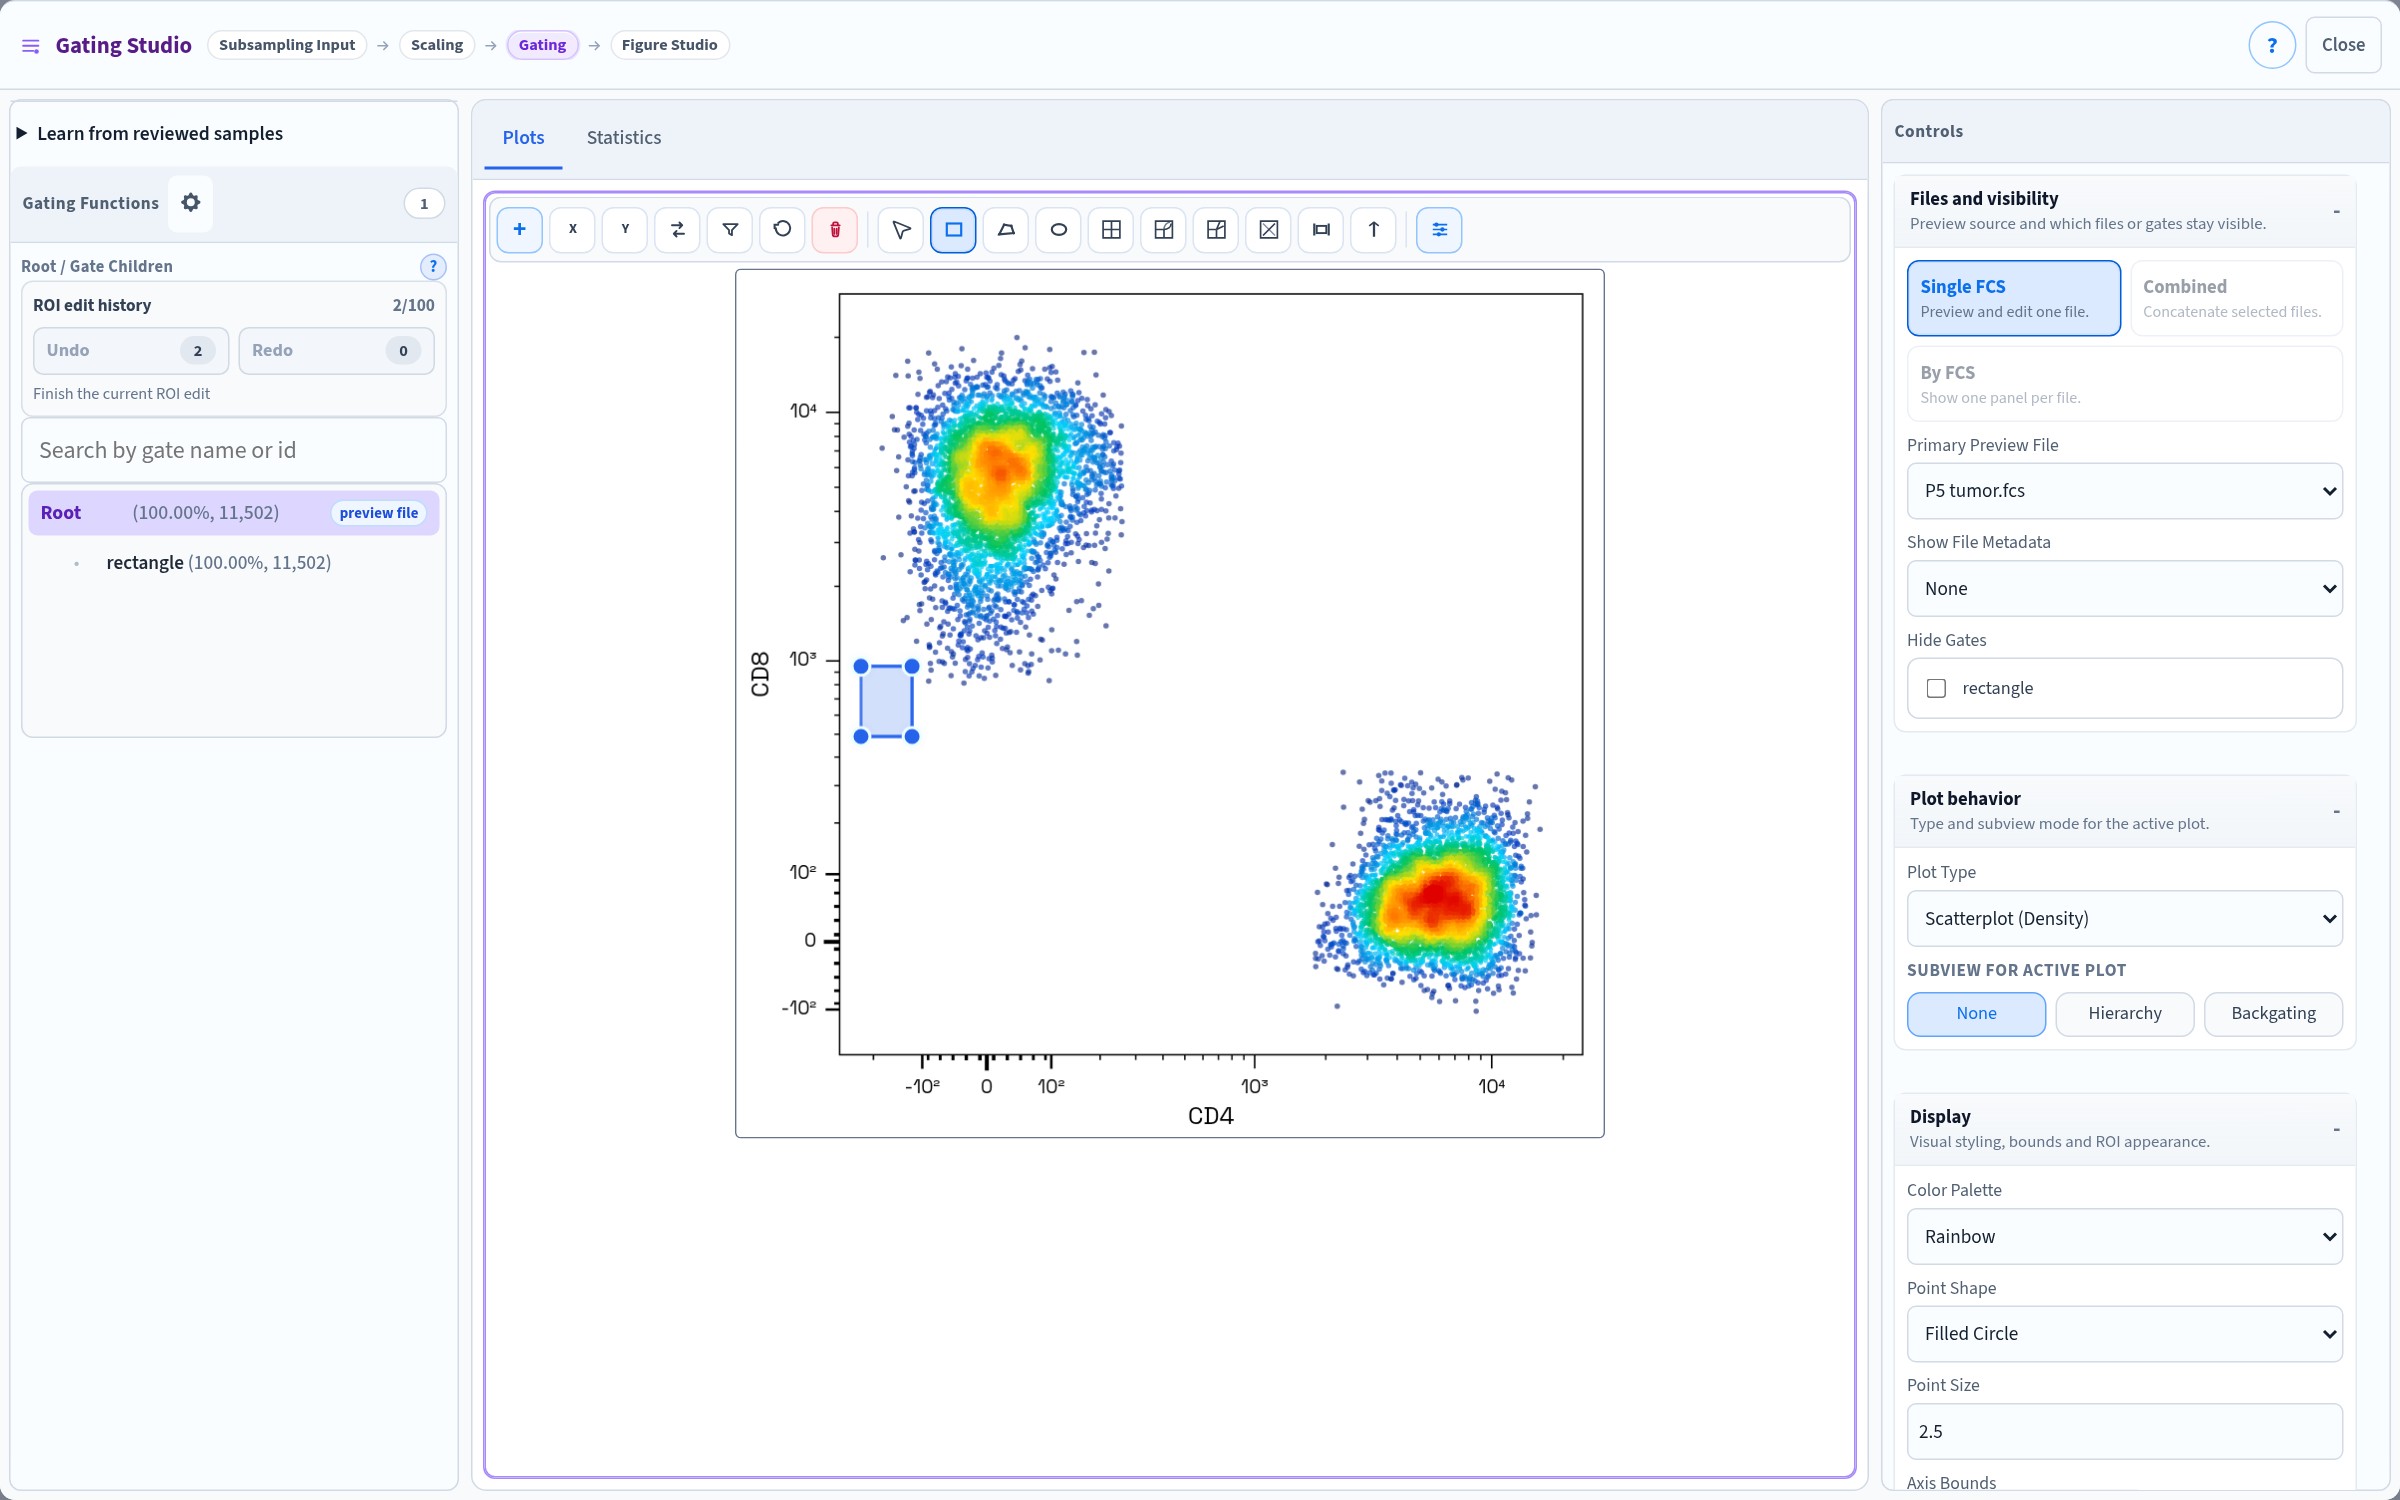 Gating Studio
Subsampling Input → Scaling → Gating → Figure Studio
?
Close
Learn from reviewed samples
Gating Functions
1
Root / Gate Children
?
ROI edit history
2/100
Undo 2
Redo 0
Finish the current ROI edit
Search by gate name or id
Root (100.00%, 11,502) preview file
rectangle (100.00%, 11,502)
Plots
Statistics
X
Y
CD8
10⁴
10³
10²
0
-10²
-10² 0 10² 10³ 10⁴
CD4
Controls
Files and visibility
Preview source and which files or gates stay visible.
Single FCS
Preview and edit one file.
Combined
Concatenate selected files.
By FCS
Show one panel per file.
Primary Preview File
P5 tumor.fcs
Show File Metadata
None
Hide Gates
rectangle
Plot behavior
Type and subview mode for the active plot.
Plot Type
Scatterplot (Density)
SUBVIEW FOR ACTIVE PLOT
None
Hierarchy
Backgating
Display
Visual styling, bounds and ROI appearance.
Color Palette
Rainbow
Point Shape
Filled Circle
Point Size
2.5
Axis Bounds